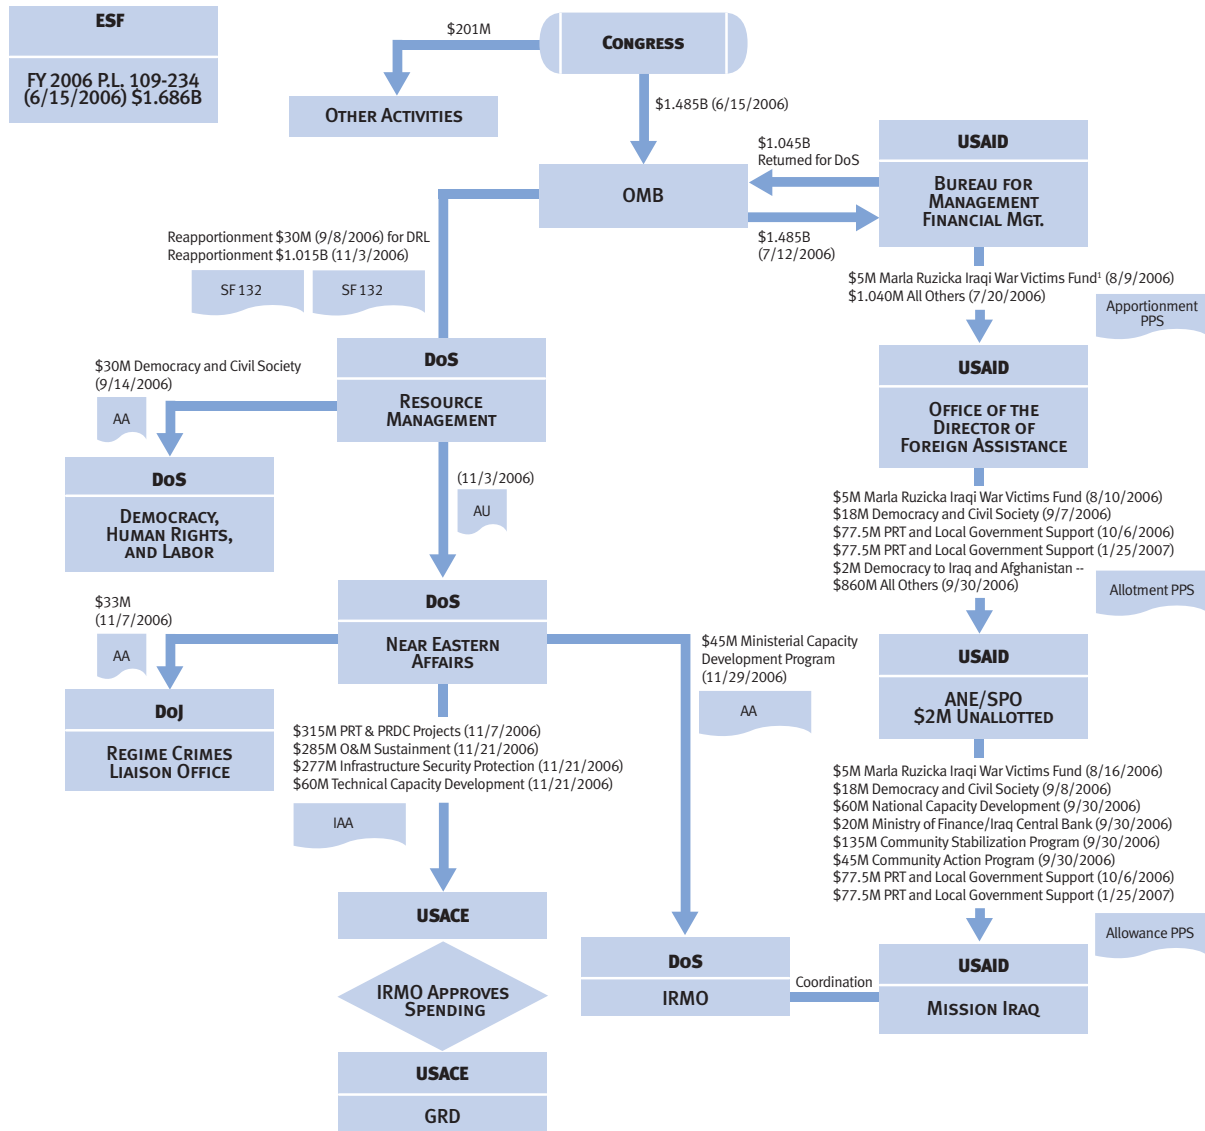 ESF
FY 2006 P.L. 109-234
(6/15/2006) $1.686B
$201M
CONGRESS
OTHER ACTIVITIES
$1.485B (6/15/2006)
OMB
$1.045B
Returned for DoS
$1.485B
(7/12/2006)
USAID
BUREAU FOR
MANAGEMENT
FINANCIAL MGT.
Reapportionment $30M (9/8/2006) for DRL
Reapportionment $1.015B (11/3/2006)
SF 132
SF 132
$5M Marla Ruzicka Iraqi War Victims Fund¹ (8/9/2006)
$1.040M All Others (7/20/2006)
Apportionment
PPS
DoS
RESOURCE
MANAGEMENT
$30M Democracy and Civil Society
(9/14/2006)
AA
USAID
OFFICE OF THE
DIRECTOR OF
FOREIGN ASSISTANCE
DoS
DEMOCRACY,
HUMAN RIGHTS,
AND LABOR
(11/3/2006)
AU
$5M Marla Ruzicka Iraqi War Victims Fund (8/10/2006)
$18M Democracy and Civil Society (9/7/2006)
$77.5M PRT and Local Government Support (10/6/2006)
$77.5M PRT and Local Government Support (1/25/2007)
$2M Democracy to Iraq and Afghanistan --
$860M All Others (9/30/2006)
Allotment PPS
DoS
NEAR EASTERN
AFFAIRS
$33M
(11/7/2006)
AA
DoJ
REGIME CRIMES
LIAISON OFFICE
$45M Ministerial Capacity
Development Program
(11/29/2006)
AA
USAID
ANE/SPO
$2M UNALLOTTED
$315M PRT & PRDC Projects (11/7/2006)
$285M O&M Sustainment (11/21/2006)
$277M Infrastructure Security Protection (11/21/2006)
$60M Technical Capacity Development (11/21/2006)
IAA
$5M Marla Ruzicka Iraqi War Victims Fund (8/16/2006)
$18M Democracy and Civil Society (9/8/2006)
$60M National Capacity Development (9/30/2006)
$20M Ministry of Finance/Iraq Central Bank (9/30/2006)
$135M Community Stabilization Program (9/30/2006)
$45M Community Action Program (9/30/2006)
$77.5M PRT and Local Government Support (10/6/2006)
$77.5M PRT and Local Government Support (1/25/2007)
Allowance PPS
USACE
IRMO APPROVES
SPENDING
USACE
GRD
DoS
IRMO
Coordination
USAID
MISSION IRAQ